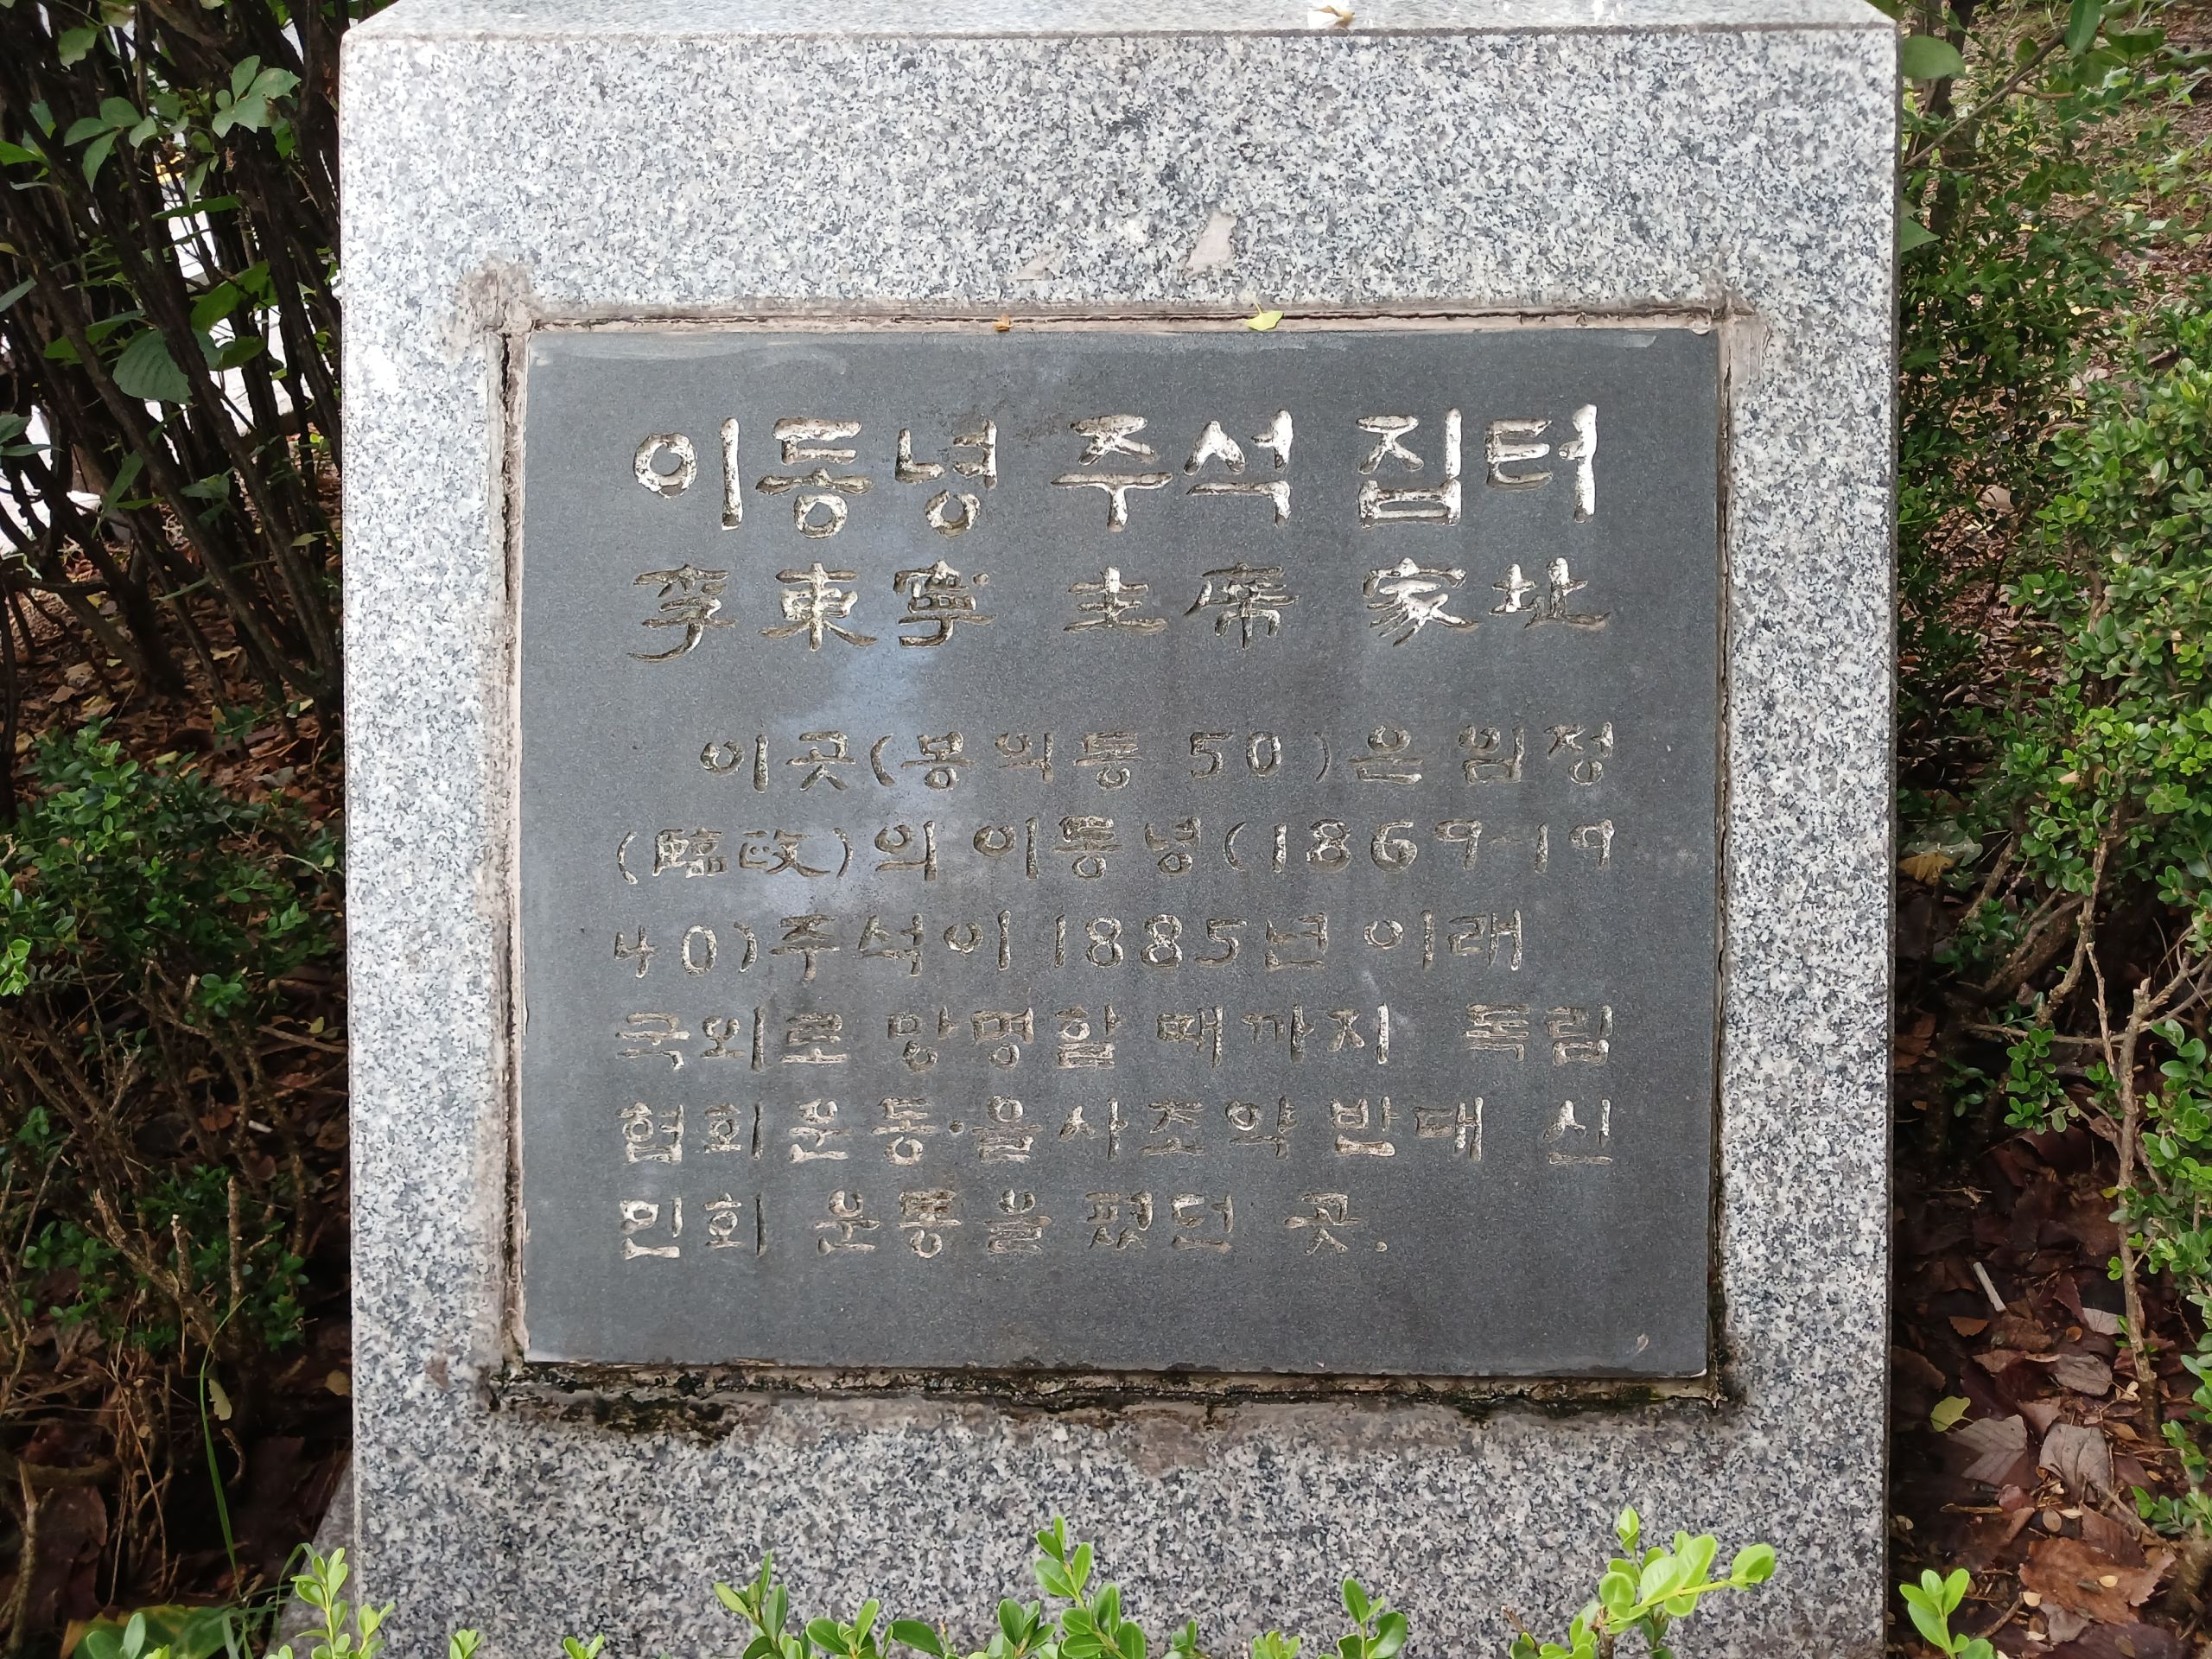 이동녕 주석 집터
李東寧 主席 家址
이곳(봉익동 50)은 임정
(臨政)의 이동녕(1869-19
40)주석이 1885년 이래
국외로 망명할 때까지 독립
협회운동·을사조약반대 신
민회 운동을 폈던 곳.